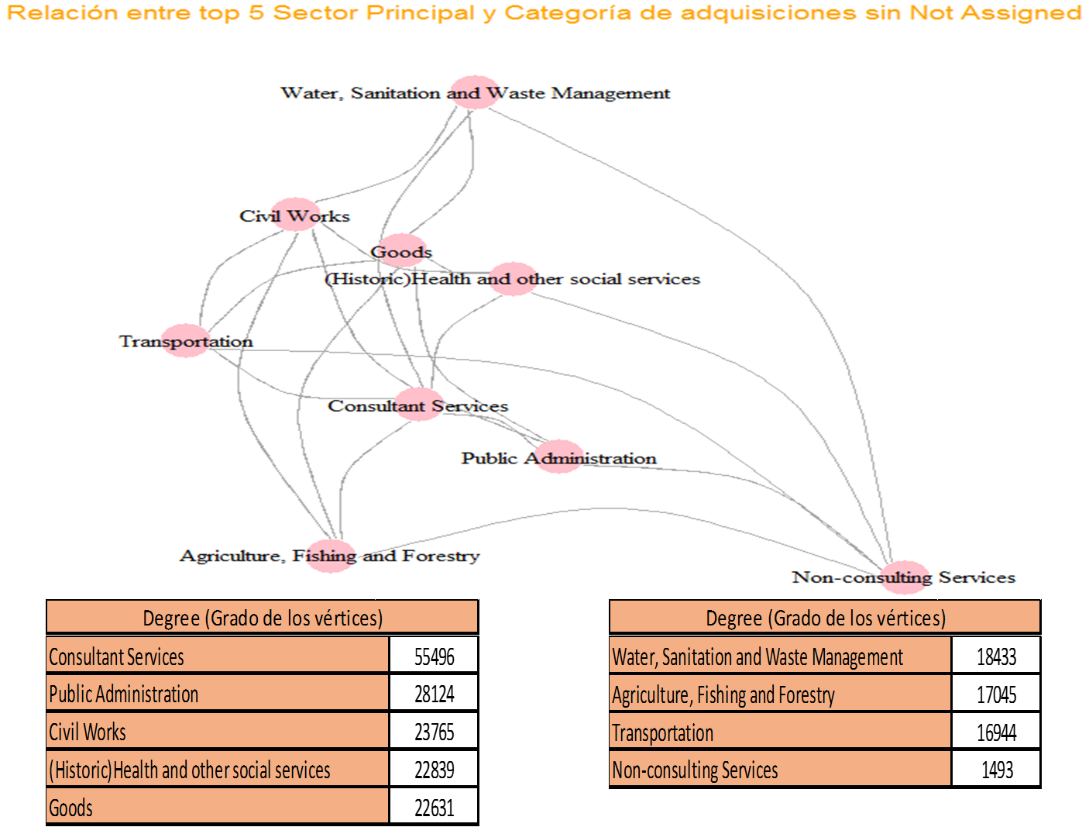 Relación entre top 5 Sector Principal y Categoría de adquisiciones sin Not Assigned
Water, Sanitation and Waste Management
Civil Works
Goods
(Historic)Health and other social services
Transportation
Consultant Services
Public Administration
Agriculture, Fishing and Forestry
Non-consulting Services
Degree (Grado de los vértices)
Consultant Services 55496
Public Administration 28124
Civil Works 23765
(Historic)Health and other social services 22839
Goods 22631
Degree (Grado de los vértices)
Water, Sanitation and Waste Management 18433
Agriculture, Fishing and Forestry 17045
Transportation 16944
Non-consulting Services 1493